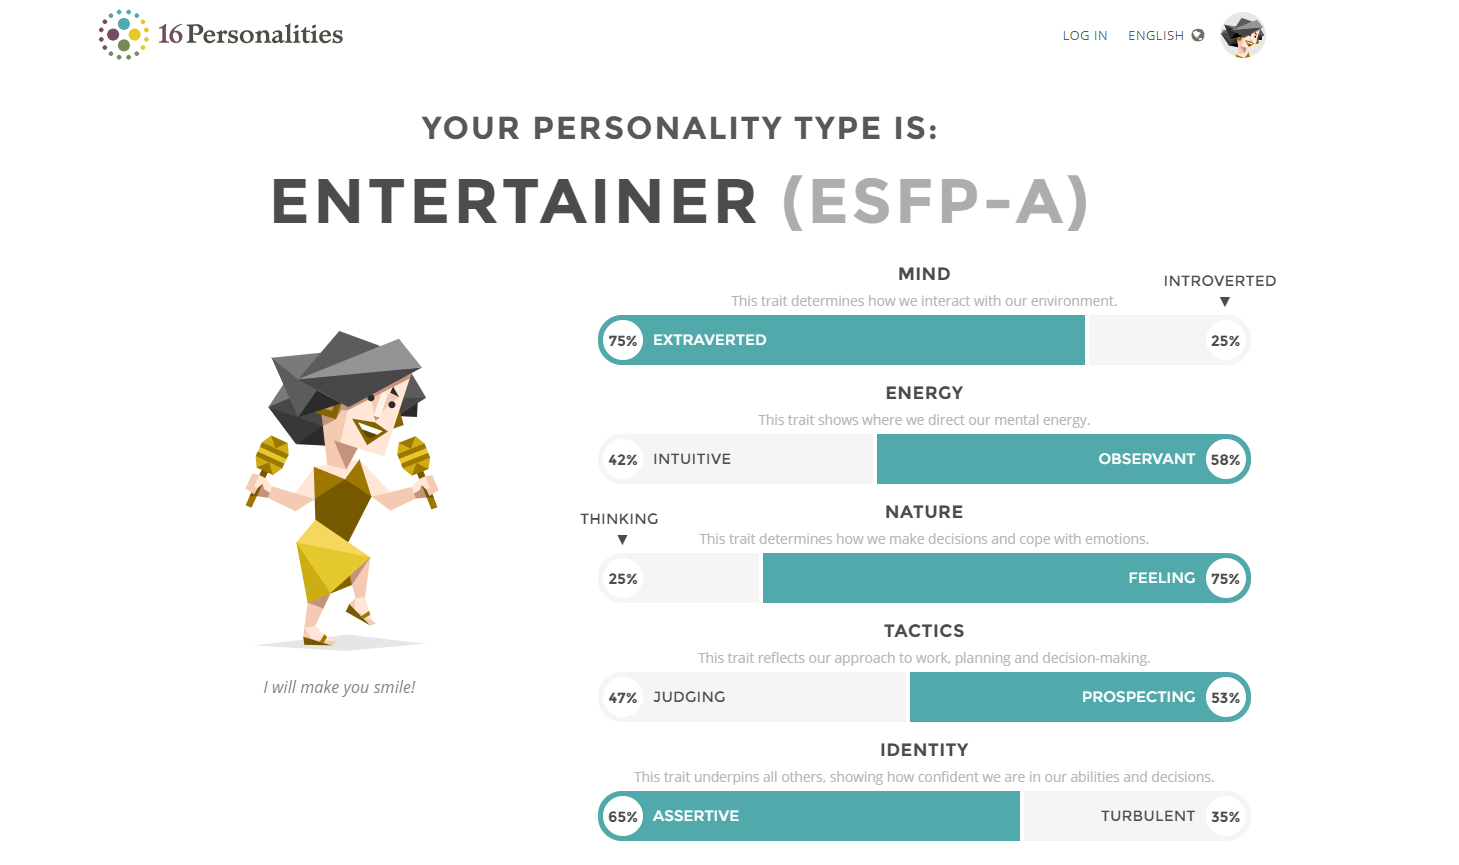 16Personalities
LOG IN
ENGLISH
YOUR PERSONALITY TYPE IS:
ENTERTAINER (ESFP-A)
MIND
This trait determines how we interact with our environment.
INTROVERTED
75% EXTRAVERTED
25%
ENERGY
This trait shows where we direct our mental energy.
42% INTUITIVE
OBSERVANT 58%
NATURE
THINKING
This trait determines how we make decisions and cope with emotions.
25%
FEELING 75%
TACTICS
This trait reflects our approach to work, planning and decision-making.
47% JUDGING
PROSPECTING 53%
IDENTITY
This trait underpins all others, showing how confident we are in our abilities and decisions.
65% ASSERTIVE
TURBULENT 35%
I will make you smile!